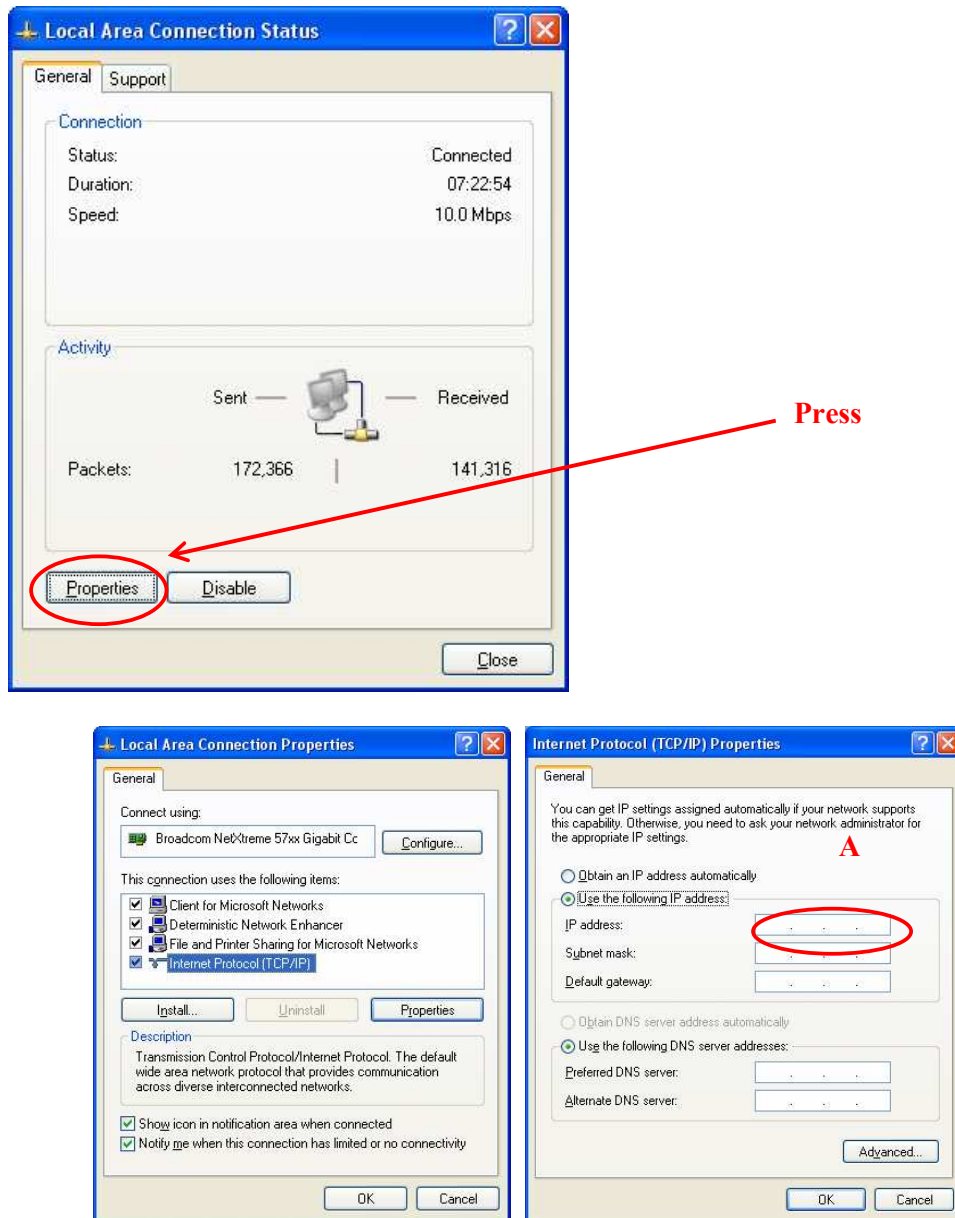 Local Area Connection Status
General Support
Connection
Status: Connected
Duration: 07:22:54
Speed: 10.0 Mbps
Activity
Sent Received
Packets: 172,366 141,316
Press
Properties Disable
Close
Local Area Connection Properties
General
Connect using:
Broadcom NetXtreme 57xx Gigabit Cc Configure...
This connection uses the following items:
Client for Microsoft Networks
Deterministic Network Enhancer
File and Printer Sharing for Microsoft Networks
Internet Protocol (TCP/IP)
Install... Uninstall Properties
Description
Transmission Control Protocol/Internet Protocol. The default
wide area network protocol that provides communication
across diverse interconnected networks.
Show icon in notification area when connected
Notify me when this connection has limited or no connectivity
OK Cancel
Internet Protocol (TCP/IP) Properties
General
You can get IP settings assigned automatically if your network supports
this capability. Otherwise, you need to ask your network administrator for
the appropriate IP settings.
A
Obtain an IP address automatically
Use the following IP address:
IP address: . . .
Subnet mask: . . .
Default gateway: . . .
Obtain DNS server address automatically
Use the following DNS server addresses:
Preferred DNS server: . . .
Alternate DNS server: . . .
Advanced...
OK Cancel